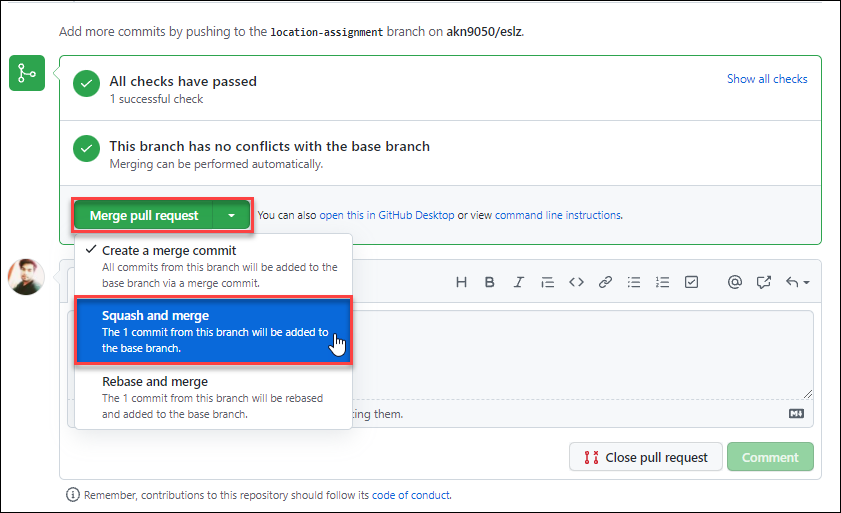 Add more commits by pushing to the location-assignment branch on akn9050/eslz.
All checks have passed
Show all checks
1 successful check
This branch has no conflicts with the base branch
Merging can be performed automatically.
Merge pull request
You can also open this in GitHub Desktop or view command line instructions.
Create a merge commit
All commits from this branch will be added to the
base branch via a merge commit.
Squash and merge
The 1 commit from this branch will be added to
the base branch.
Rebase and merge
The 1 commit from this branch will be rebased
and added to the base branch.
them.
Close pull request
Comment
Remember, contributions to this repository should follow its code of conduct.